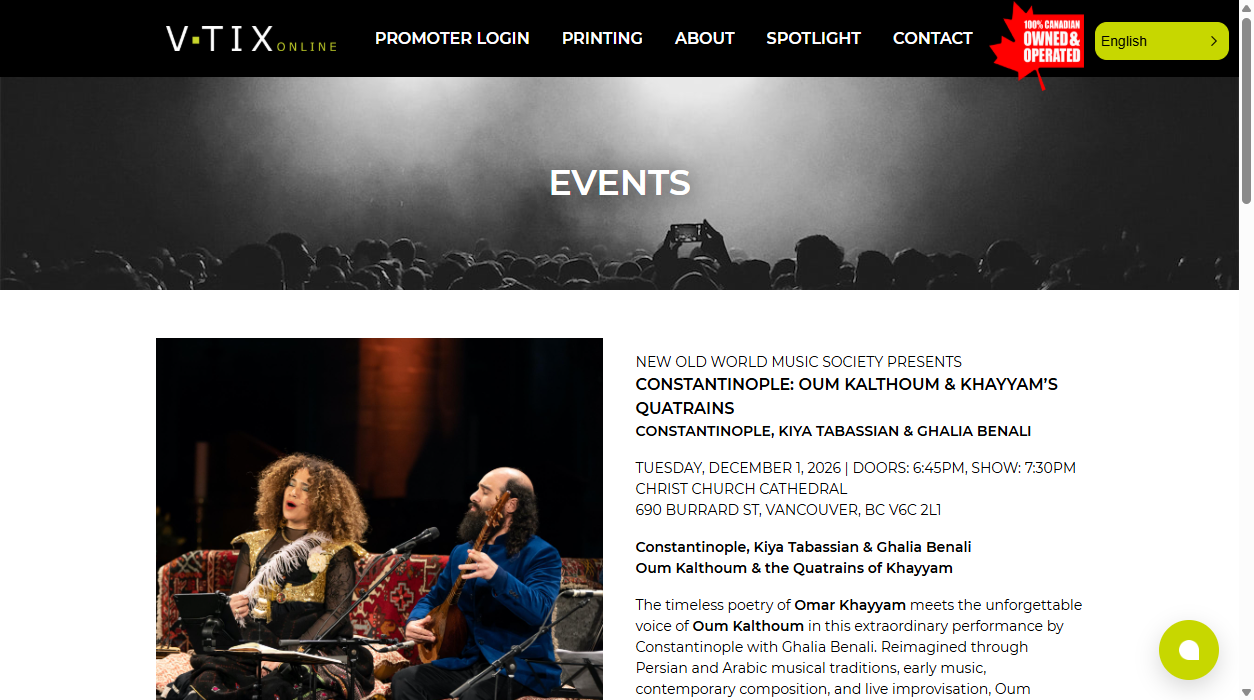 V·TIX ONLINE
PROMOTER LOGIN
PRINTING
ABOUT
SPOTLIGHT
CONTACT
100% CANADIAN
OWNED &
OPERATED
English
EVENTS
NEW OLD WORLD MUSIC SOCIETY PRESENTS
CONSTANTINOPLE: OUM KALTHOUM & KHAYYAM’S
QUATRAINS
CONSTANTINOPLE, KIYA TABASSIAN & GHALIA BENALI
TUESDAY, DECEMBER 1, 2026 | DOORS: 6:45PM, SHOW: 7:30PM
CHRIST CHURCH CATHEDRAL
690 BURRARD ST, VANCOUVER, BC V6C 2L1
Constantinople, Kiya Tabassian & Ghalia Benali
Oum Kalthoum & the Quatrains of Khayyam
The timeless poetry of Omar Khayyam meets the unforgettable
voice of Oum Kalthoum in this extraordinary performance by
Constantinople with Ghalia Benali. Reimagined through
Persian and Arabic musical traditions, early music,
contemporary composition, and live improvisation, Oum